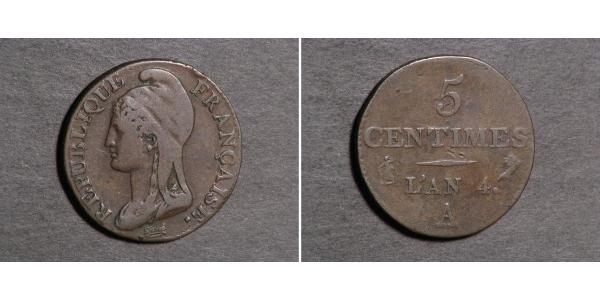 REPUBLIQUE FRANÇAISE.
5
CENTIMES
L'AN 4.
A